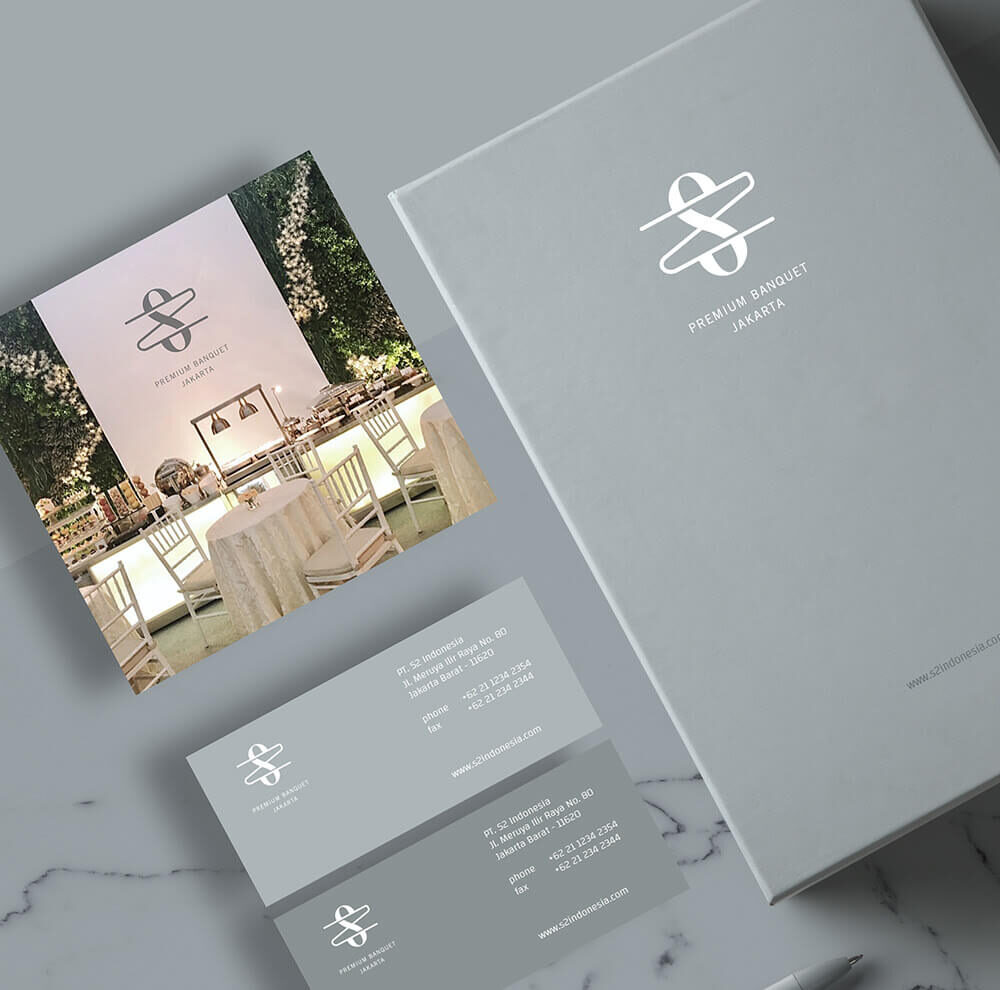 PREMIUM BANQUET
JAKARTA
PREMIUM BANQUET
JAKARTA
www.s2indonesia.com
PT. S2 Indonesia
Jl. Meruya Ilir Raya No. 80
Jakarta Barat - 11620
phone +62 21 1234 2354
fax +62 21 234 2344
www.s2indonesia.com
PREMIUM BANQUET
JAKARTA
PT. S2 Indonesia
Jl. Meruya Ilir Raya No. 80
Jakarta Barat - 11620
phone +62 21 1234 2354
fax +62 21 234 2344
www.s2indonesia.com
PREMIUM BANQUET
JAKARTA